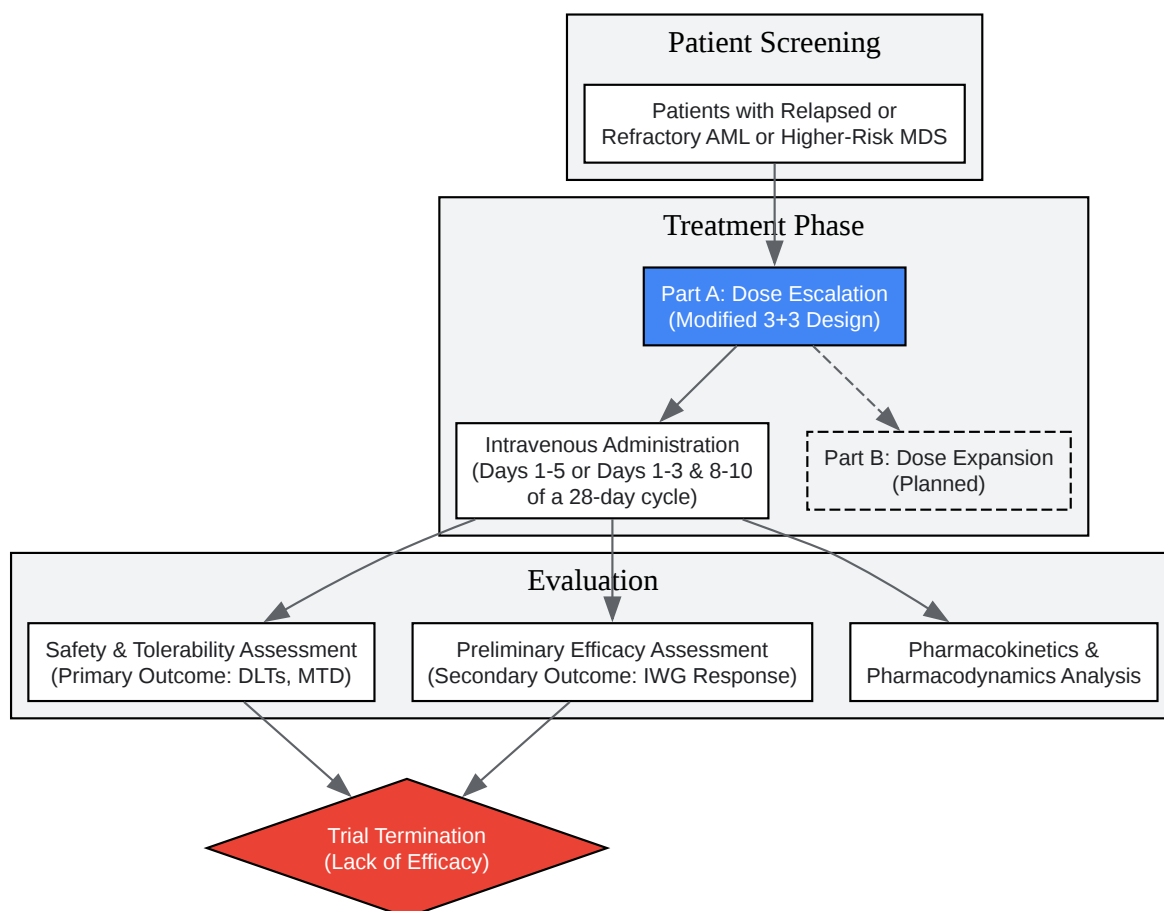 Patient Screening
Patients with Relapsed or
Refractory AML or Higher-Risk MDS
Treatment Phase
Part A: Dose Escalation
(Modified 3+3 Design)
Intravenous Administration
(Days 1-5 or Days 1-3 & 8-10
of a 28-day cycle)
Part B: Dose Expansion
(Planned)
Evaluation
Safety & Tolerability Assessment
(Primary Outcome: DLTs, MTD)
Preliminary Efficacy Assessment
(Secondary Outcome: IWG Response)
Pharmacokinetics &
Pharmacodynamics Analysis
Trial Termination
(Lack of Efficacy)